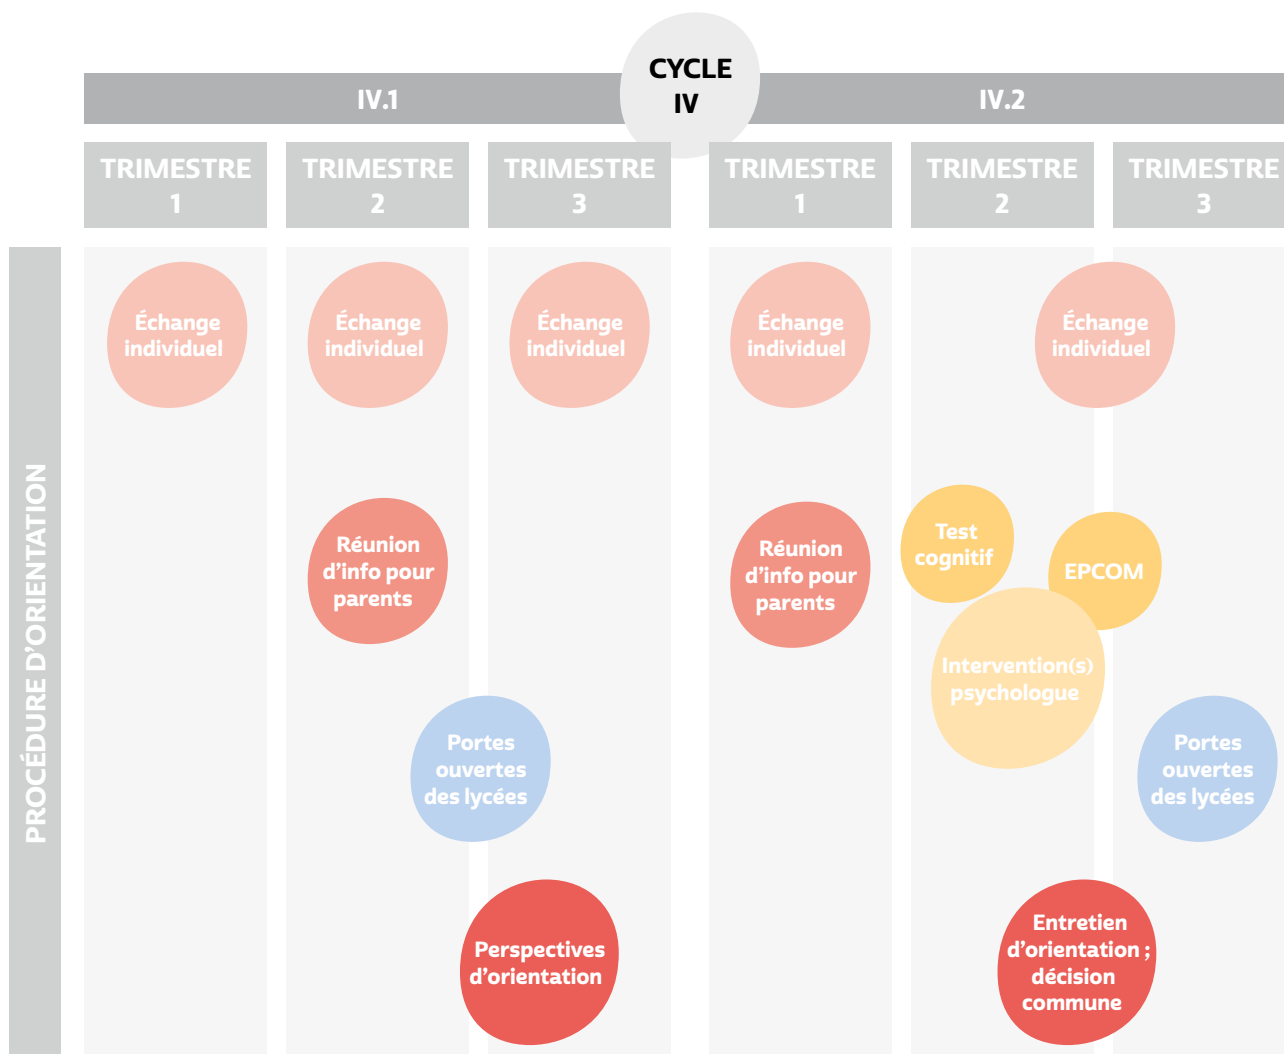 CYCLE
IV
IV.1
IV.2
TRIMESTRE
1
TRIMESTRE
2
TRIMESTRE
3
TRIMESTRE
1
TRIMESTRE
2
TRIMESTRE
3
PROCÉDURE D’ORIENTATION
Échange
individuel
Échange
individuel
Échange
individuel
Échange
individuel
Échange
individuel
Réunion
d’info pour
parents
Réunion
d’info pour
parents
Test
cognitif
EPCOM
Intervention(s)
psychologue
Portes
ouvertes
des lycées
Portes
ouvertes
des lycées
Perspectives
d’orientation
Entretien
d’orientation ;
décision
commune